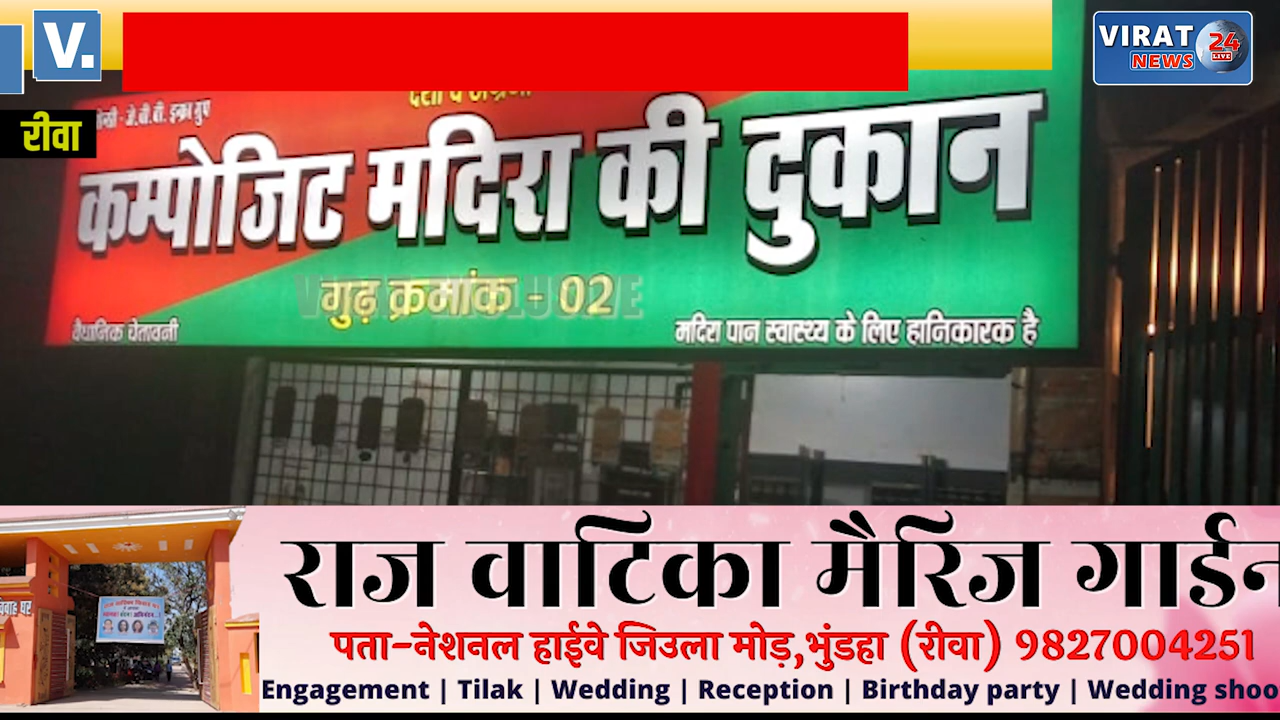 V.
VIRAT
NEWS
24
LIVE
रीवा
जे.बी.बी. इन्फ्रा ग्रुप
कम्पोजिट मदिरा की दुकान
गुढ़ क्रमांक - 02
वैधानिक चेतावनी
मदिरा पान स्वास्थ्य के लिए हानिकारक है
राज वाटिका मैरिज गार्डन
पता-नेशनल हाईवे जिउला मोड़,भुंडहा (रीवा) 9827004251
Engagement | Tilak | Wedding | Reception | Birthday party | Wedding shoo